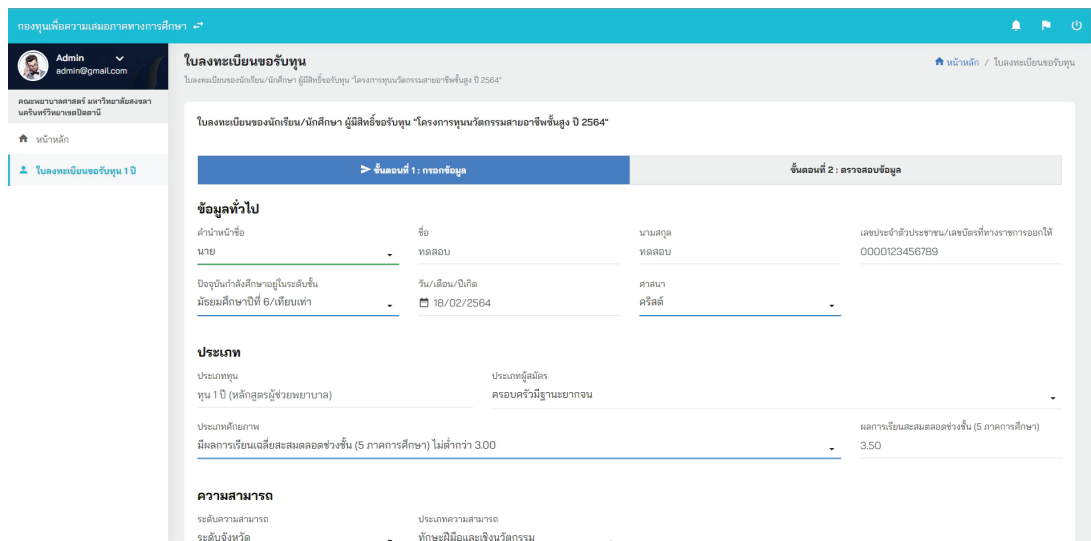 กองทุนเพื่อความเสมอภาคทางการศึกษา
Admin
admin@gmail.com
คณะพยาบาลศาสตร์ มหาวิทยาลัยสงขลา
นครินทร์วิทยาเขตปัตตานี
หน้าหลัก
ใบลงทะเบียนขอรับทุน 1 ปี
ใบลงทะเบียนขอรับทุน
ใบลงทะเบียนของนักเรียน/นักศึกษา ผู้มีสิทธิ์ขอรับทุน "โครงการทุนนวัตกรรมสายอาชีพชั้นสูง ปี 2564"
หน้าหลัก / ใบลงทะเบียนขอรับทุน
ใบลงทะเบียนของนักเรียน/นักศึกษา ผู้มีสิทธิ์ขอรับทุน "โครงการทุนนวัตกรรมสายอาชีพชั้นสูง ปี 2564"
ขั้นตอนที่ 1 : กรอกข้อมูล ขั้นตอนที่ 2 : ตรวจสอบข้อมูล
ข้อมูลทั่วไป
คำนำหน้าชื่อ ชื่อ นามสกุล เลขประจำตัวประชาชน/เลขบัตรที่ทางราชการออกให้
นาย ทดสอบ ทดสอบ 0000123456789
ปัจจุบันกำลังศึกษาอยู่ในระดับชั้น วัน/เดือน/ปีเกิด ศาสนา
มัธยมศึกษาปีที่ 6/เทียบเท่า 18/02/2564 คริสต์
ประเภท
ประเภททุน ประเภทผู้สมัคร
ทุน 1 ปี (หลักสูตรผู้ช่วยพยาบาล) ครอบครัวมีฐานะยากจน
ประเภทศักยภาพ ผลการเรียนสะสมตลอดช่วงชั้น (5 ภาคการศึกษา)
มีผลการเรียนเฉลี่ยสะสมตลอดช่วงชั้น (5 ภาคการศึกษา) ไม่ต่ำกว่า 3.00 3.50
ความสามารถ
ระดับความสามารถ ประเภทความสามารถ
ระดับจังหวัด ทักษะฝีมือและเชิงนวัตกรรม